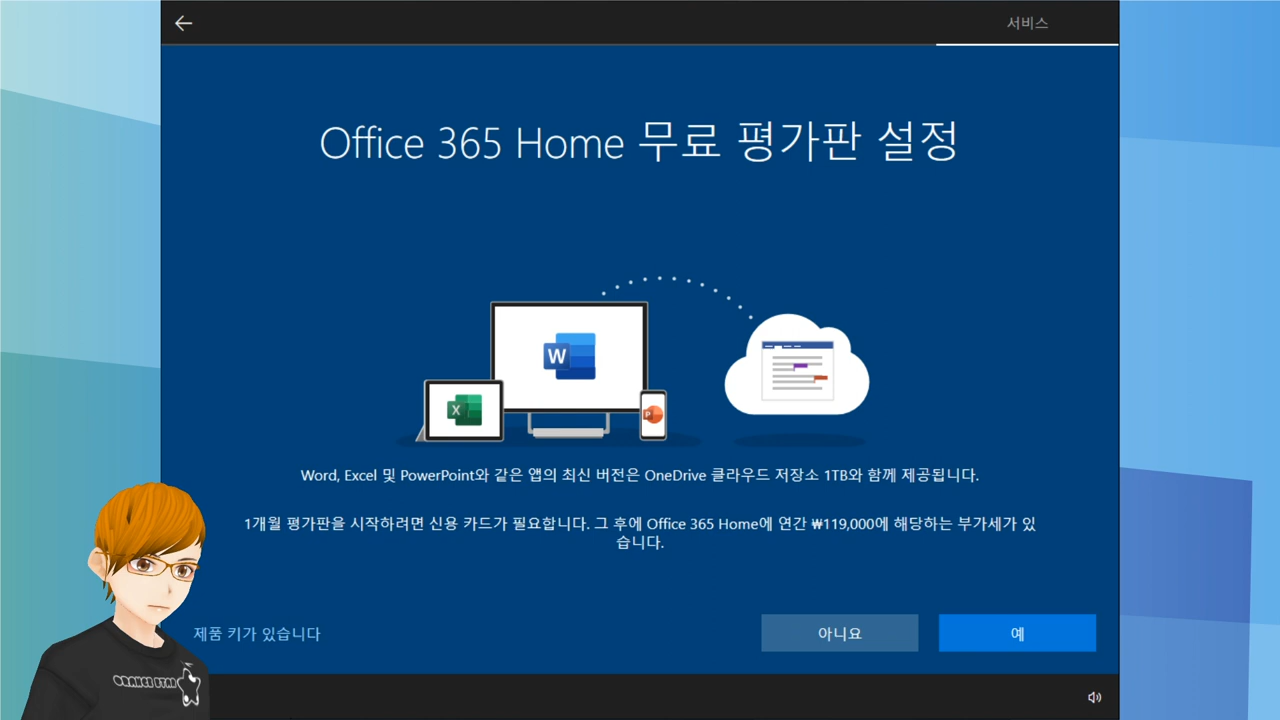 서비스
Office 365 Home 무료 평가판 설정
W
X
P
Word, Excel 및 PowerPoint와 같은 앱의 최신 버전은 OneDrive 클라우드 저장소 1TB와 함께 제공됩니다.
1개월 평가판을 시작하려면 신용 카드가 필요합니다. 그 후에 Office 365 Home에 연간 ₩119,000에 해당하는 부가세가 있
습니다.
제품 키가 있습니다
아니요
예